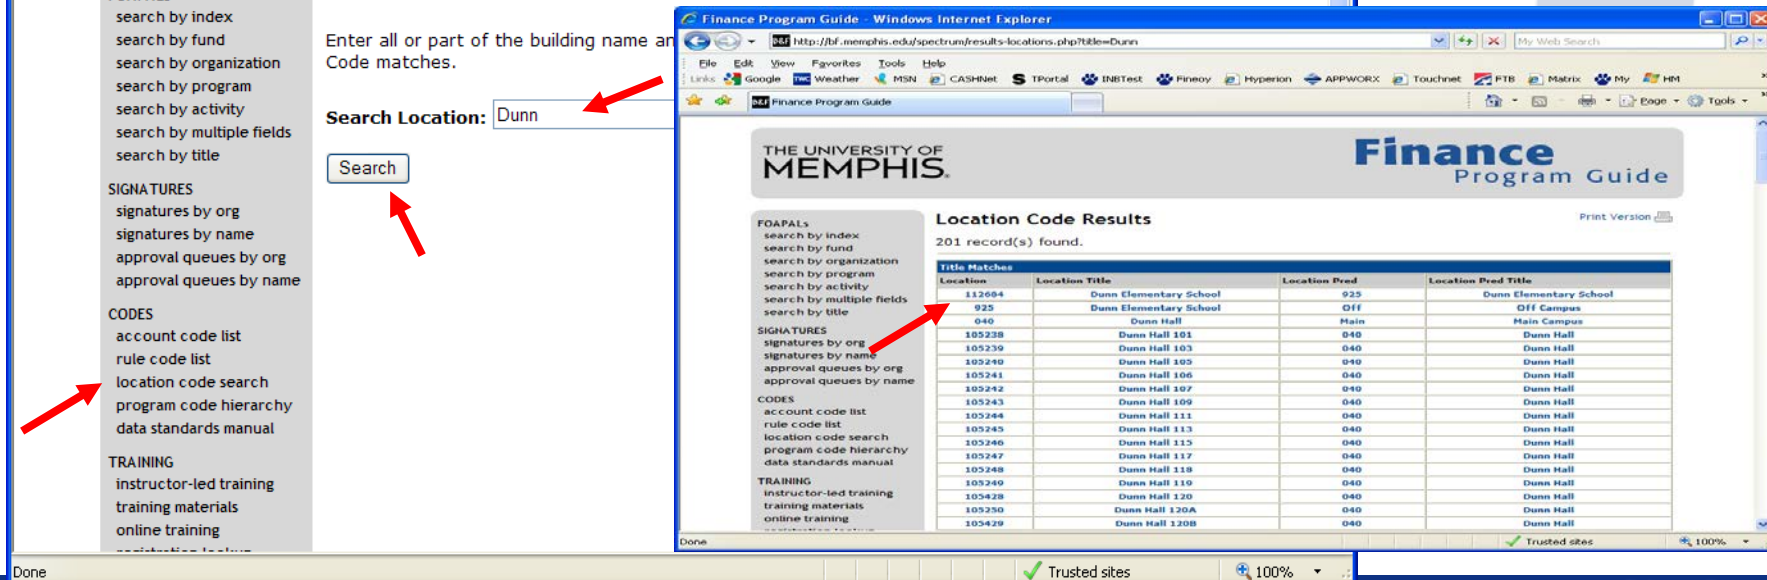 search by index
search by fund
search by organization
search by program
search by activity
search by multiple fields
search by title
SIGNATURES
signatures by org
signatures by name
approval queues by org
approval queues by name
CODES
account code list
rule code list
location code search
program code hierarchy
data standards manual
TRAINING
instructor-led training
training materials
online training
Enter all or part of the building name an
Code matches.
Search Location: Dunn
Search
Done
Trusted sites
100%
Finance Program Guide - Windows Internet Explorer
http://bf.memphis.edu/spectrum/results-locations.php?title=Dunn
My Web Search
File Edit View Favorites Tools Help
Links Google Weather MSN CASHNet TPortal INBTest Fineoy Hyperion APPWORX Touchnet FTB Matrix My HM
Finance Program Guide
Page Tools
THE UNIVERSITY OF
MEMPHIS.
Finance
Program Guide
FOAPALs
search by index
search by fund
search by organization
search by program
search by activity
search by multiple fields
search by title
SIGNATURES
signatures by org
signatures by name
approval queues by org
approval queues by name
CODES
account code list
rule code list
location code search
program code hierarchy
data standards manual
TRAINING
instructor-led training
training materials
online training
Location Code Results
Print Version
201 record(s) found.
Title Matches
Location Location Title Location Pred Location Pred Title
112684 Dunn Elementary School 925 Dunn Elementary School
925 Dunn Elementary School Off Off Campus
040 Dunn Hall Main Main Campus
105238 Dunn Hall 101 040 Dunn Hall
105239 Dunn Hall 103 040 Dunn Hall
105240 Dunn Hall 105 040 Dunn Hall
105241 Dunn Hall 106 040 Dunn Hall
105242 Dunn Hall 107 040 Dunn Hall
105243 Dunn Hall 109 040 Dunn Hall
105244 Dunn Hall 111 040 Dunn Hall
105245 Dunn Hall 113 040 Dunn Hall
105246 Dunn Hall 115 040 Dunn Hall
105247 Dunn Hall 117 040 Dunn Hall
105248 Dunn Hall 118 040 Dunn Hall
105249 Dunn Hall 119 040 Dunn Hall
105428 Dunn Hall 120 040 Dunn Hall
105250 Dunn Hall 120A 040 Dunn Hall
105429 Dunn Hall 120B 040 Dunn Hall
Done
Trusted sites
100%